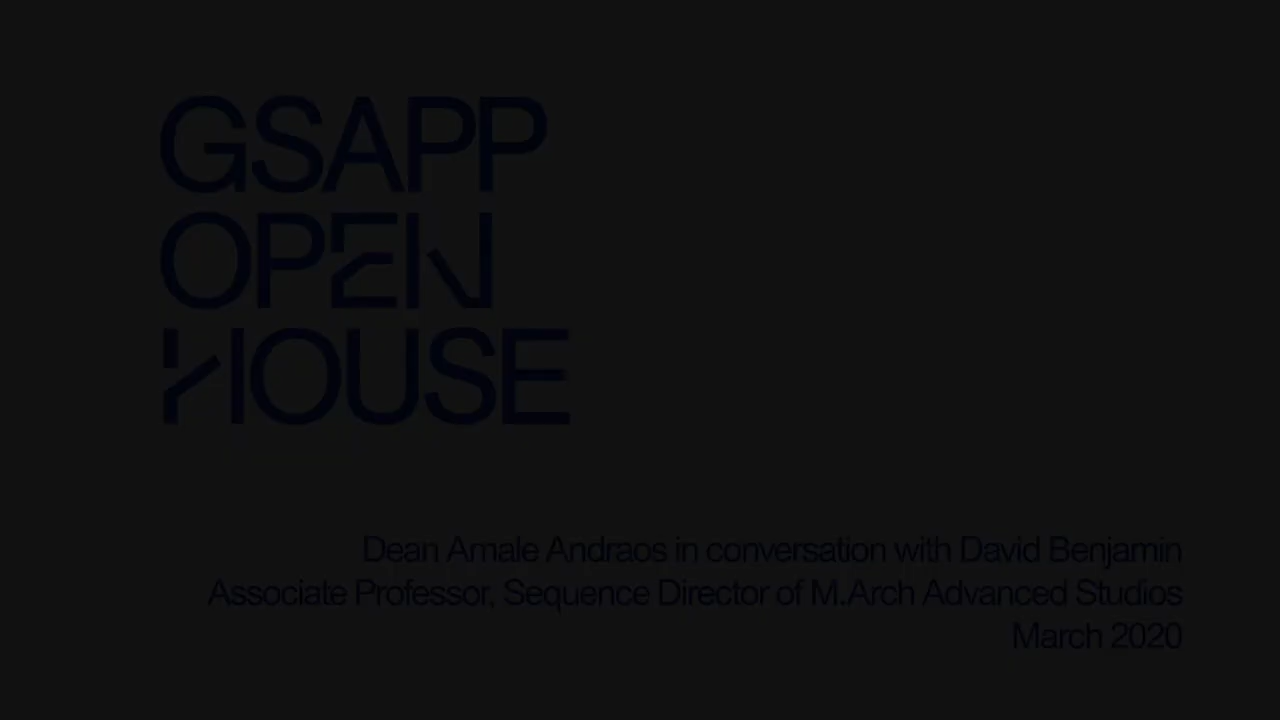 GSAPP
OPEN
HOUSE
Dean Amale Andraos in conversation with David Benjamin
Associate Professor, Sequence Director of M.Arch Advanced Studios
March 2020